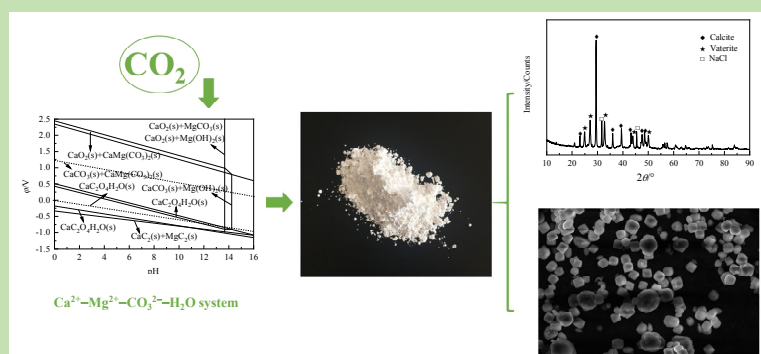 CO₂
2.5
2.0
1.5
1.0
0.5
0.0
-0.5
-1.0
-1.5
φ/V
CaO₂(s)+MgCO₃(s)
CaO₂(s)+Mg(OH)₂(s)
CaO₂(s)+CaMg(CO₃)₂(s)
CaCO₃(s)+CaMg(CO₃)₂(s)
CaC₂O₄H₂O(s) CaCO₃(s)+Mg(OH)₂(s)
CaC₂O₄H₂O(s)
CaC₂O₄H₂O(s)
CaC₂(s)+MgC₂(s)
0 2 4 6 8 10 12 14 16
pH
Ca²⁺–Mg²⁺–CO₃²⁻–H₂O system
Intensity/Counts
◆ Calcite
★ Vaterite
□ NaCl
10 20 30 40 50 60 70 80 90
2θ/°